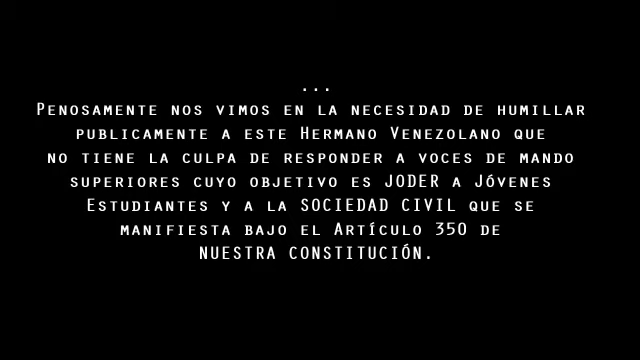 ...
Penosamente nos vimos en la necesidad de humillar
publicamente a este Hermano Venezolano que
no tiene la culpa de responder a voces de mando
superiores cuyo objetivo es JODER a Jóvenes
Estudiantes y a la SOCIEDAD CIVIL que se
manifiesta bajo el Artículo 350 de
NUESTRA CONSTITUCIÓN.